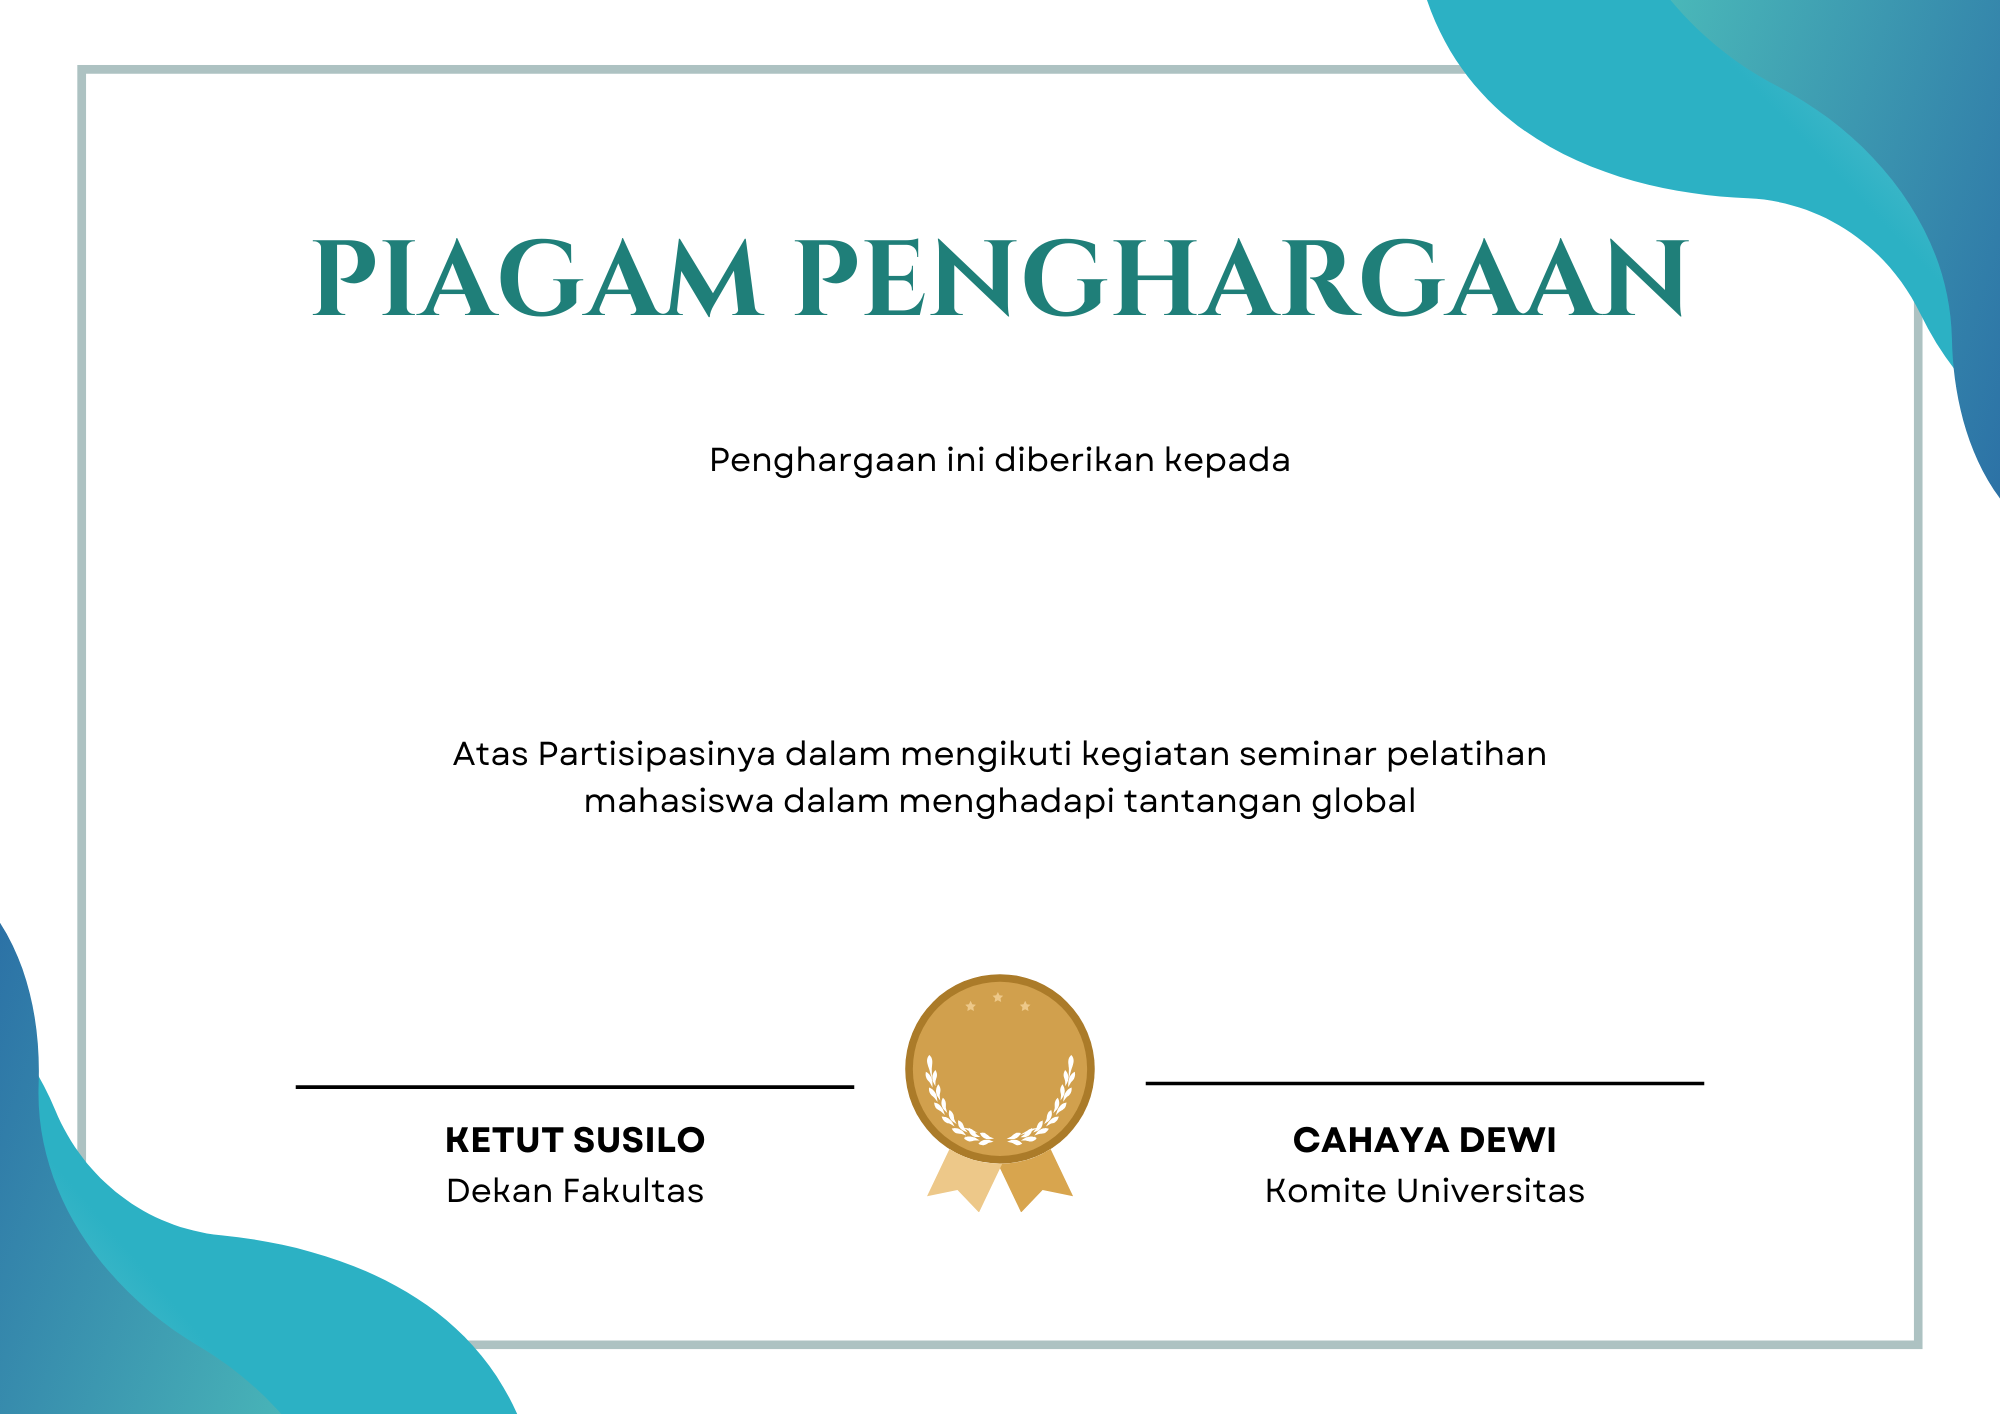 PIAGAM PENGHARGAAN
Penghargaan ini diberikan kepada
Atas Partisipasinya dalam mengikuti kegiatan seminar pelatihan
mahasiswa dalam menghadapi tantangan global
KETUT SUSILO
Dekan Fakultas
CAHAYA DEWI
Komite Universitas